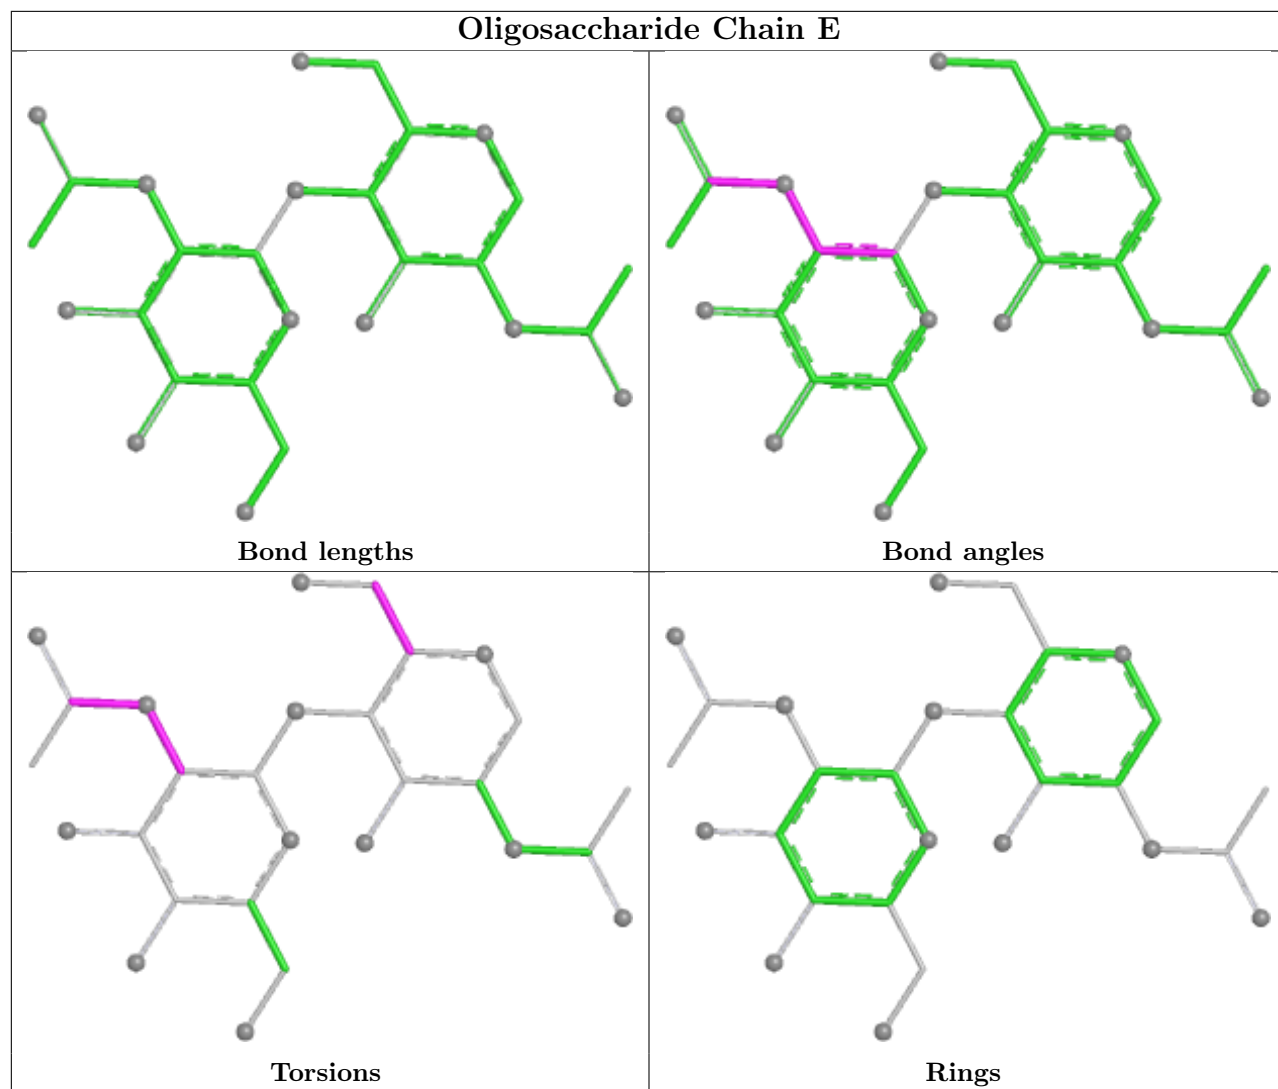 Oligosaccharide Chain E
Bond lengths
Bond angles
Torsions
Rings